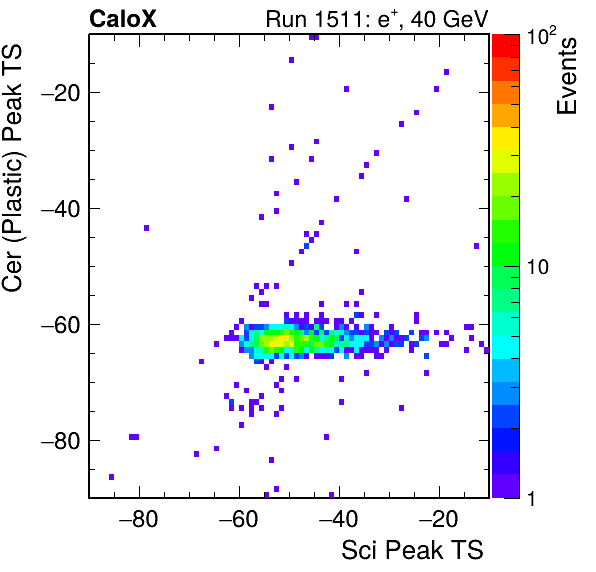 CaloX Run 1511: e⁺, 40 GeV
Cer (Plastic) Peak TS
−20
−40
−60
−80
−80 −60 −40 −20
Sci Peak TS
10²
10
1
Events